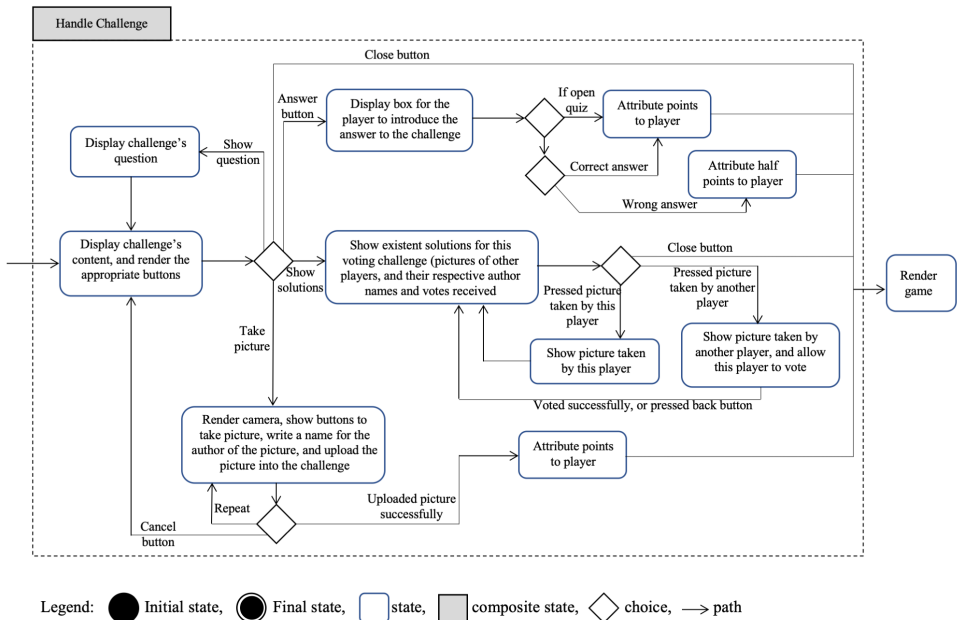 Handle Challenge
Close button
Answer
button
Display box for the
player to introduce the
answer to the challenge
If open
quiz
Attribute points
to player
Display challenge's
question
Show
question
Correct answer
Attribute half
points to player
Wrong answer
Display challenge's
content, and render the
appropriate buttons
Show
solutions
Show existent solutions for this
voting challenge (pictures of other
players, and their respective author
names and votes received
Close button
Pressed picture
taken by this
player
Pressed picture
taken by another
player
Render
game
Take
picture
Show picture taken
by this player
Show picture taken by
another player, and allow
this player to vote
Voted successfully, or pressed back button
Render camera, show buttons to
take picture, write a name for the
author of the picture, and upload the
picture into the challenge
Attribute points
to player
Repeat
Uploaded picture
successfully
Cancel
button
Legend: Initial state, Final state, state, composite state, choice, path